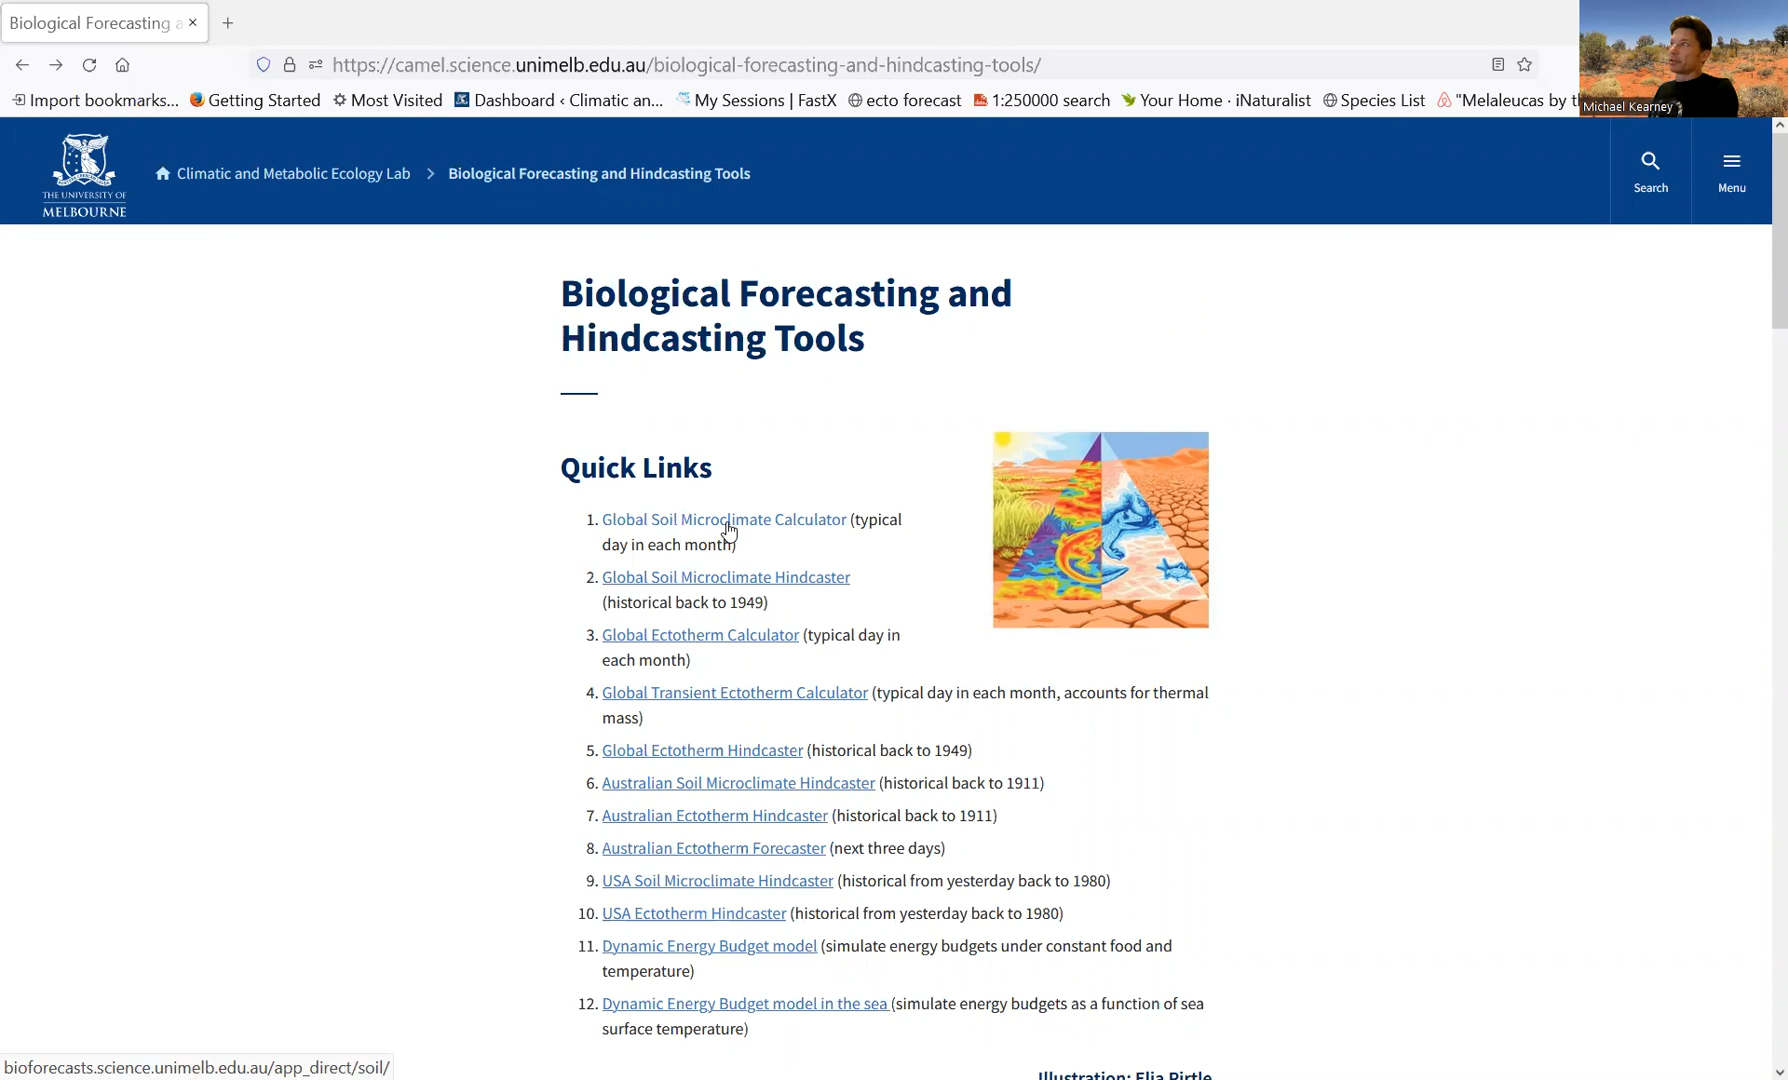 Biological Forecasting a
https://camel.science.unimelb.edu.au/biological-forecasting-and-hindcasting-tools/
Import bookmarks...
Getting Started
Most Visited
Dashboard ‹ Climatic an...
My Sessions | FastX
ecto forecast
1:250000 search
Your Home · iNaturalist
Species List
"Melaleucas by th
Michael Kearney
THE UNIVERSITY OF
MELBOURNE
Climatic and Metabolic Ecology Lab
Biological Forecasting and Hindcasting Tools
Search
Menu
Biological Forecasting and
Hindcasting Tools
Quick Links
1. Global Soil Microclimate Calculator (typical
day in each month)
2. Global Soil Microclimate Hindcaster
(historical back to 1949)
3. Global Ectotherm Calculator (typical day in
each month)
4. Global Transient Ectotherm Calculator (typical day in each month, accounts for thermal
mass)
5. Global Ectotherm Hindcaster (historical back to 1949)
6. Australian Soil Microclimate Hindcaster (historical back to 1911)
7. Australian Ectotherm Hindcaster (historical back to 1911)
8. Australian Ectotherm Forecaster (next three days)
9. USA Soil Microclimate Hindcaster (historical from yesterday back to 1980)
10. USA Ectotherm Hindcaster (historical from yesterday back to 1980)
11. Dynamic Energy Budget model (simulate energy budgets under constant food and
temperature)
12. Dynamic Energy Budget model in the sea (simulate energy budgets as a function of sea
surface temperature)
Illustration: Elia Pirtle
bioforecasts.science.unimelb.edu.au/app_direct/soil/